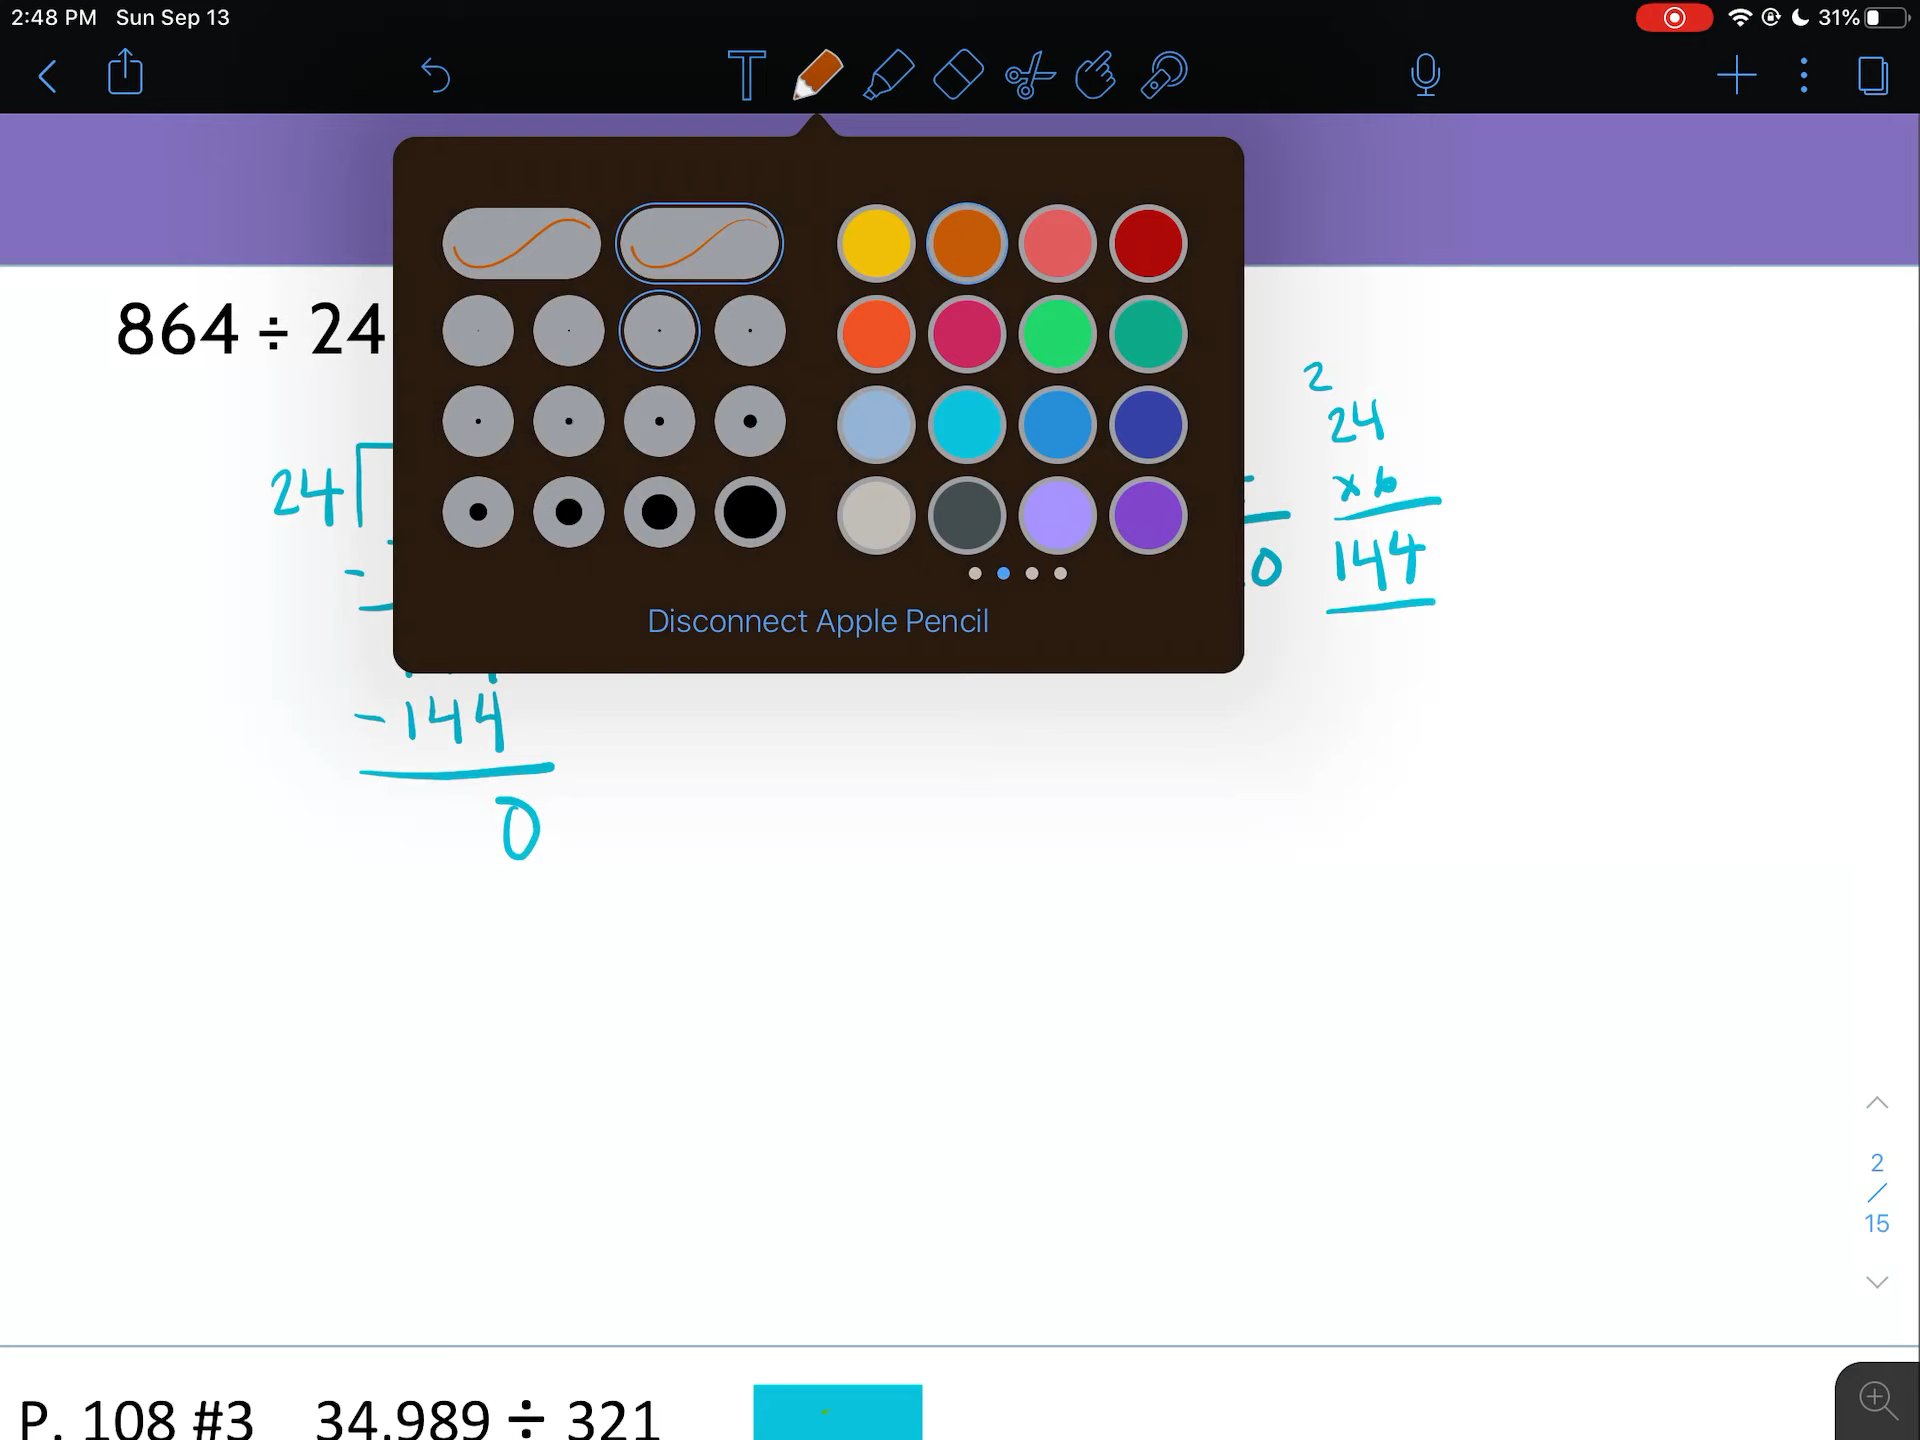 2:48 PM Sun Sep 13
31%
T
864 ÷ 24
2
24
24
x6
0
144
Disconnect Apple Pencil
-
-144
0
2
/
15
P. 108 #3 34.989 ÷ 321